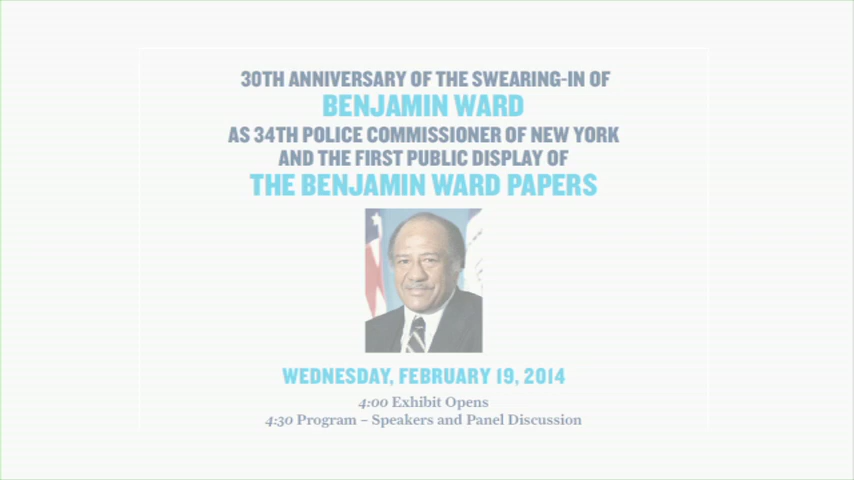 30TH ANNIVERSARY OF THE SWEARING-IN OF
BENJAMIN WARD
AS 34TH POLICE COMMISSIONER OF NEW YORK
AND THE FIRST PUBLIC DISPLAY OF
THE BENJAMIN WARD PAPERS
WEDNESDAY, FEBRUARY 19, 2014
4:00 Exhibit Opens
4:30 Program – Speakers and Panel Discussion